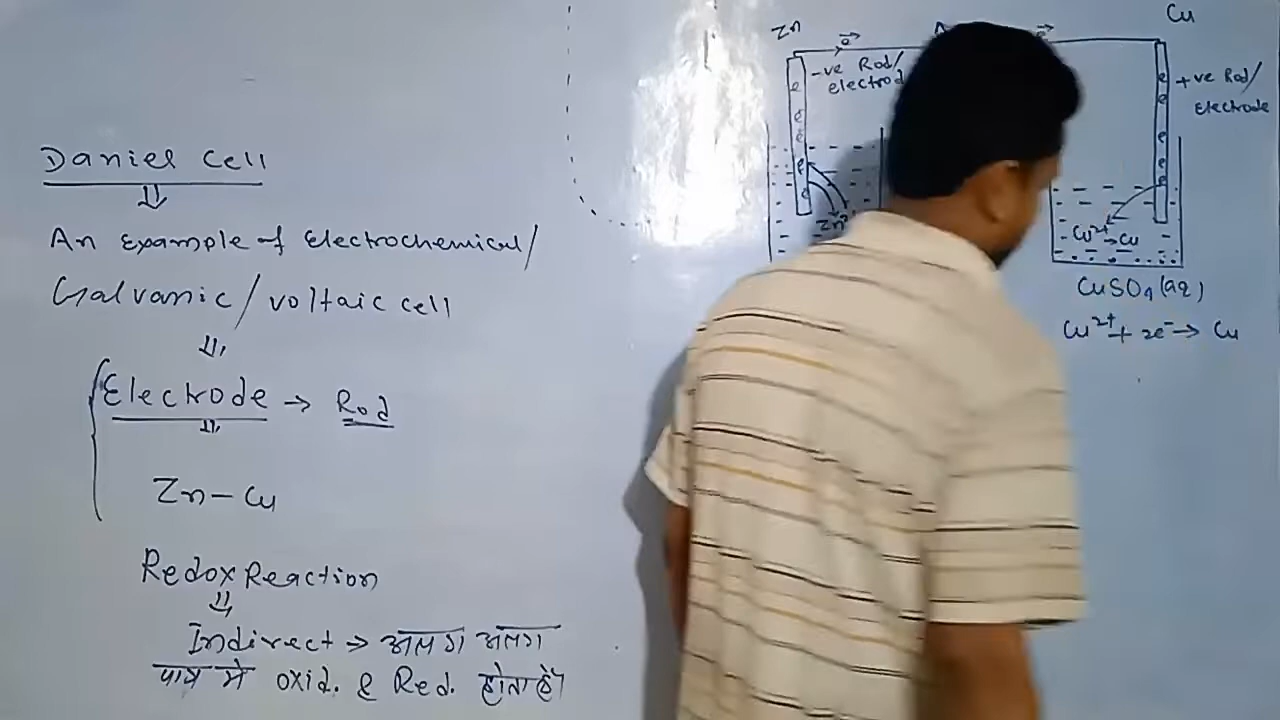 Daniel Cell
An Example of Electrochemical/
Galvanic/voltaic cell
Electrode → Rod
Zn-Cu
Redox Reaction
Indirect → अलग अलग
पात्र मे oxid. & Red. होता है।
Zn
e⁻
-ve Rod/
electrod
Cu
+ve Rod/
Electrode
Cu²⁺→Cu
CuSO₄(aq)
Cu²⁺+2e⁻→ Cu